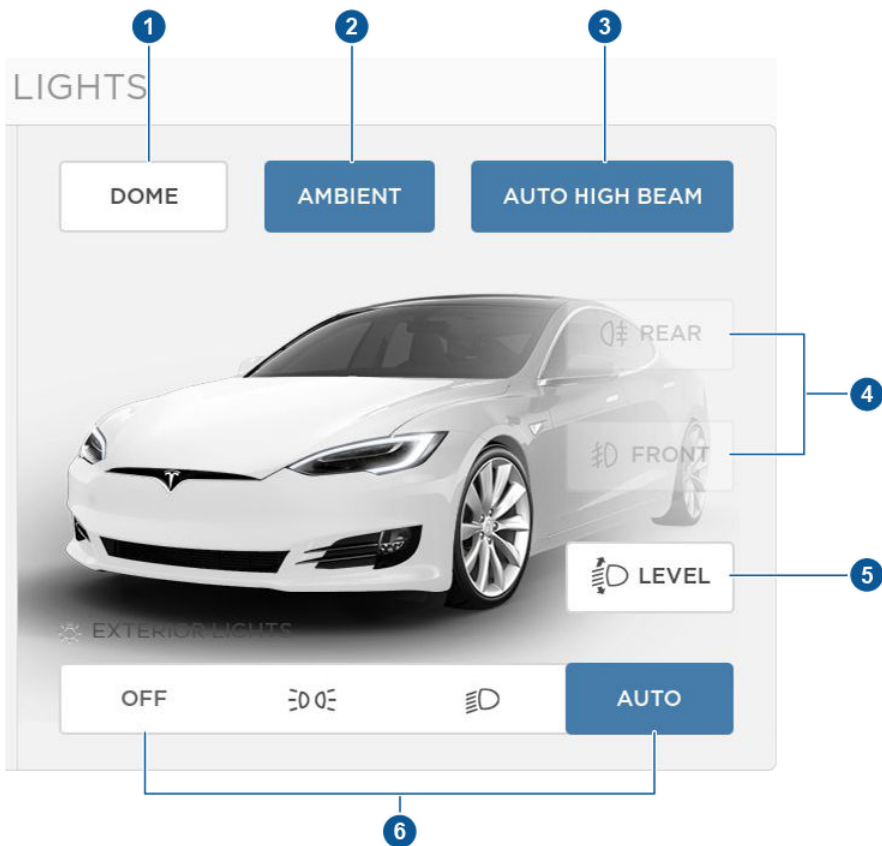 1 2 3
LIGHTS
DOME AMBIENT AUTO HIGH BEAM
REAR
4
FRONT
LEVEL 5
EXTERIOR LIGHTS
OFF AUTO
6